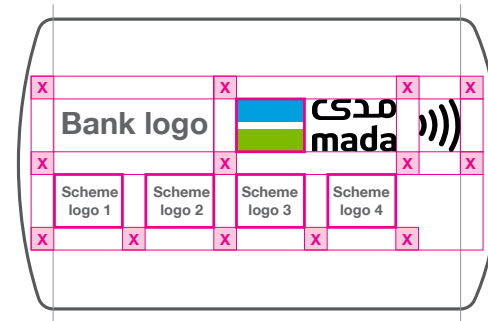 X X X X
Bank logo
مدى
mada
X X X X
Scheme logo 1
Scheme logo 2
Scheme logo 3
Scheme logo 4
X X X X X